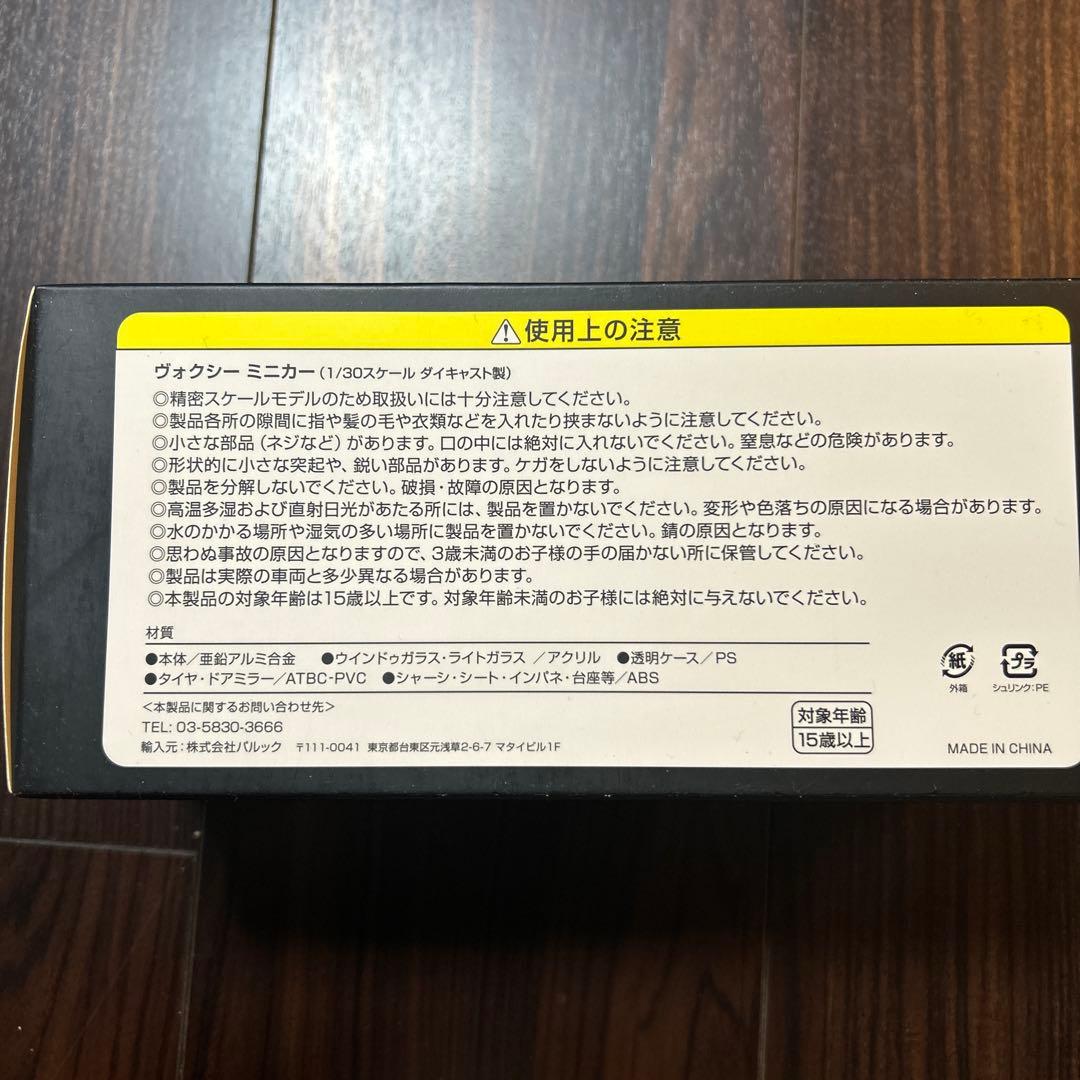 ⚠使用上の注意
ヴォクシー ミニカー（1/30スケール ダイキャスト製）
◎精密スケールモデルのため取扱いには十分注意してください。
◎製品各所の隙間に指や髪の毛や衣類などを入れたり挟まないように注意してください。
◎小さな部品（ネジなど）があります。口の中には絶対に入れないでください。窒息などの危険があります。
◎形状的に小さな突起や、鋭い部品があります。ケガをしないように注意してください。
◎製品を分解しないでください。破損・故障の原因となります。
◎高温多湿および直射日光があたる所には、製品を置かないでください。変形や色落ちの原因になる場合があります。
◎水のかかる場所や湿気の多い場所に製品を置かないでください。錆の原因となります。
◎思わぬ事故の原因となりますので、3歳未満のお子様の手の届かない所に保管してください。
◎製品は実際の車両と多少異なる場合があります。
◎本製品の対象年齢は15歳以上です。対象年齢未満のお子様には絶対に与えないでください。
材質
●本体／亜鉛アルミ合金 ●ウインドゥガラス・ライトガラス ／アクリル ●透明ケース／PS
●タイヤ・ドアミラー／ATBC-PVC ●シャーシ・シート・インパネ・台座等／ABS
紙
外箱
プラ
シュリンク：PE
＜本製品に関するお問い合わせ先＞
TEL: 03-5830-3666
輸入元：株式会社バルック 〒111-0041 東京都台東区元浅草2-6-7 マタイビル1F
対象年齢
15歳以上
MADE IN CHINA